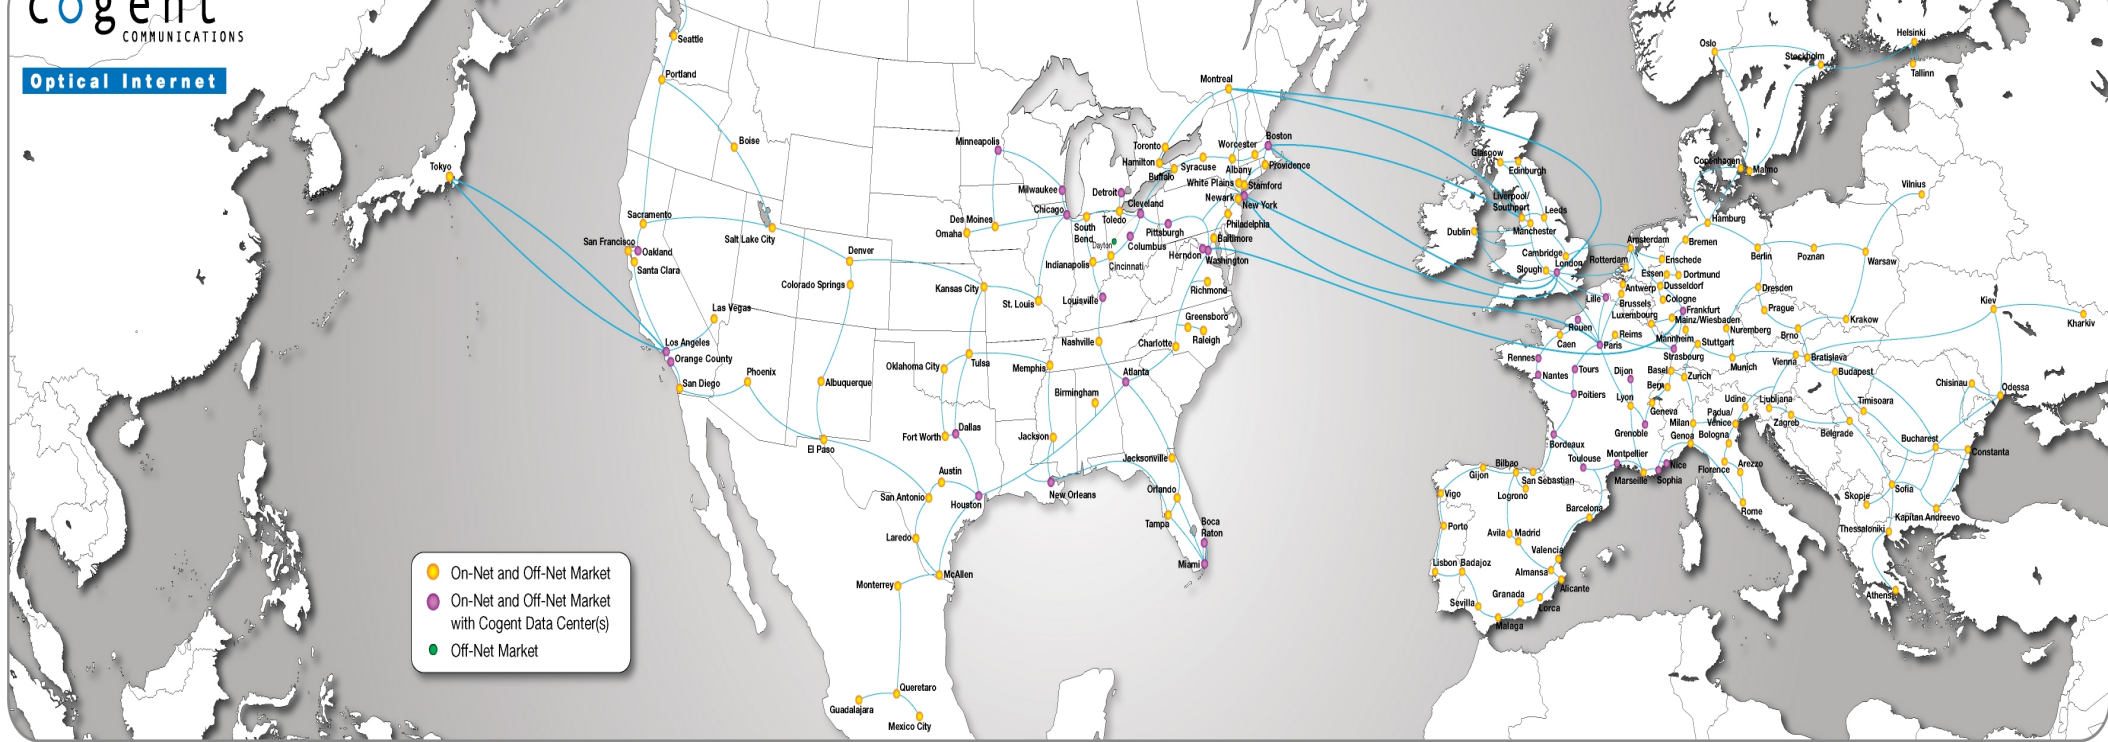 cogent
COMMUNICATIONS
Optical Internet
Tokyo
Seattle
Portland
Boise
Sacramento
Salt Lake City
San Francisco
Oakland
Santa Clara
Denver
Colorado Springs
Las Vegas
Los Angeles
Orange County
San Diego
Phoenix
Albuquerque
El Paso
Minneapolis
Milwaukee
Chicago
Des Moines
Omaha
Kansas City
St. Louis
Oklahoma City
Tulsa
Memphis
Fort Worth
Dallas
Jackson
Austin
San Antonio
Houston
New Orleans
Laredo
McAllen
Monterrey
Queretaro
Guadalajara
Mexico City
Montreal
Toronto
Hamilton
Buffalo
Syracuse
Worcester
Albany
Boston
Providence
White Plains
Stamford
Newark
New York
Philadelphia
Baltimore
Herndon
Washington
Detroit
Cleveland
Toledo
South
Bend
Pittsburgh
Dayton
Columbus
Indianapolis
Cincinnati
Louisville
Richmond
Greensboro
Raleigh
Nashville
Charlotte
Atlanta
Birmingham
Jacksonville
Orlando
Tampa
Boca
Raton
Miami
On-Net and Off-Net Market
On-Net and Off-Net Market
with Cogent Data Center(s)
Off-Net Market
Oslo
Stockholm
Helsinki
Tallinn
Copenhagen
Malmo
Vilnius
Glasgow
Edinburgh
Liverpool/
Southport
Leeds
Dublin
Manchester
Cambridge
London
Slough
Hamburg
Bremen
Amsterdam
Rotterdam
Enschede
Berlin
Poznan
Warsaw
Essen
Dortmund
Dusseldorf
Antwerp
Lille
Brussels
Cologne
Dresden
Luxembourg
Frankfurt
Mainz/Wiesbaden
Prague
Krakow
Kiev
Kharkiv
Rouen
Caen
Reims
Paris
Mannheim
Nuremberg
Brno
Stuttgart
Strasbourg
Munich
Vienna
Bratislava
Budapest
Rennes
Nantes
Tours
Dijon
Basel
Zurich
Bern
Poitiers
Lyon
Geneva
Udine
Ljubljana
Zagreb
Timisoara
Chisinau
Odessa
Padua/
Venice
Milan
Belgrade
Grenoble
Genoa
Bologna
Bucharest
Constanta
Bordeaux
Toulouse
Montpellier
Nice
Marseille
Sophia
Florence
Arezzo
Rome
Bilbao
Gijon
San Sebastian
Logrono
Vigo
Barcelona
Porto
Avila
Madrid
Valencia
Almansa
Alicante
Lisbon
Badajoz
Granada
Lorca
Sevilla
Malaga
Skopje
Sofia
Kapitan Andreevo
Thessaloniki
Athens